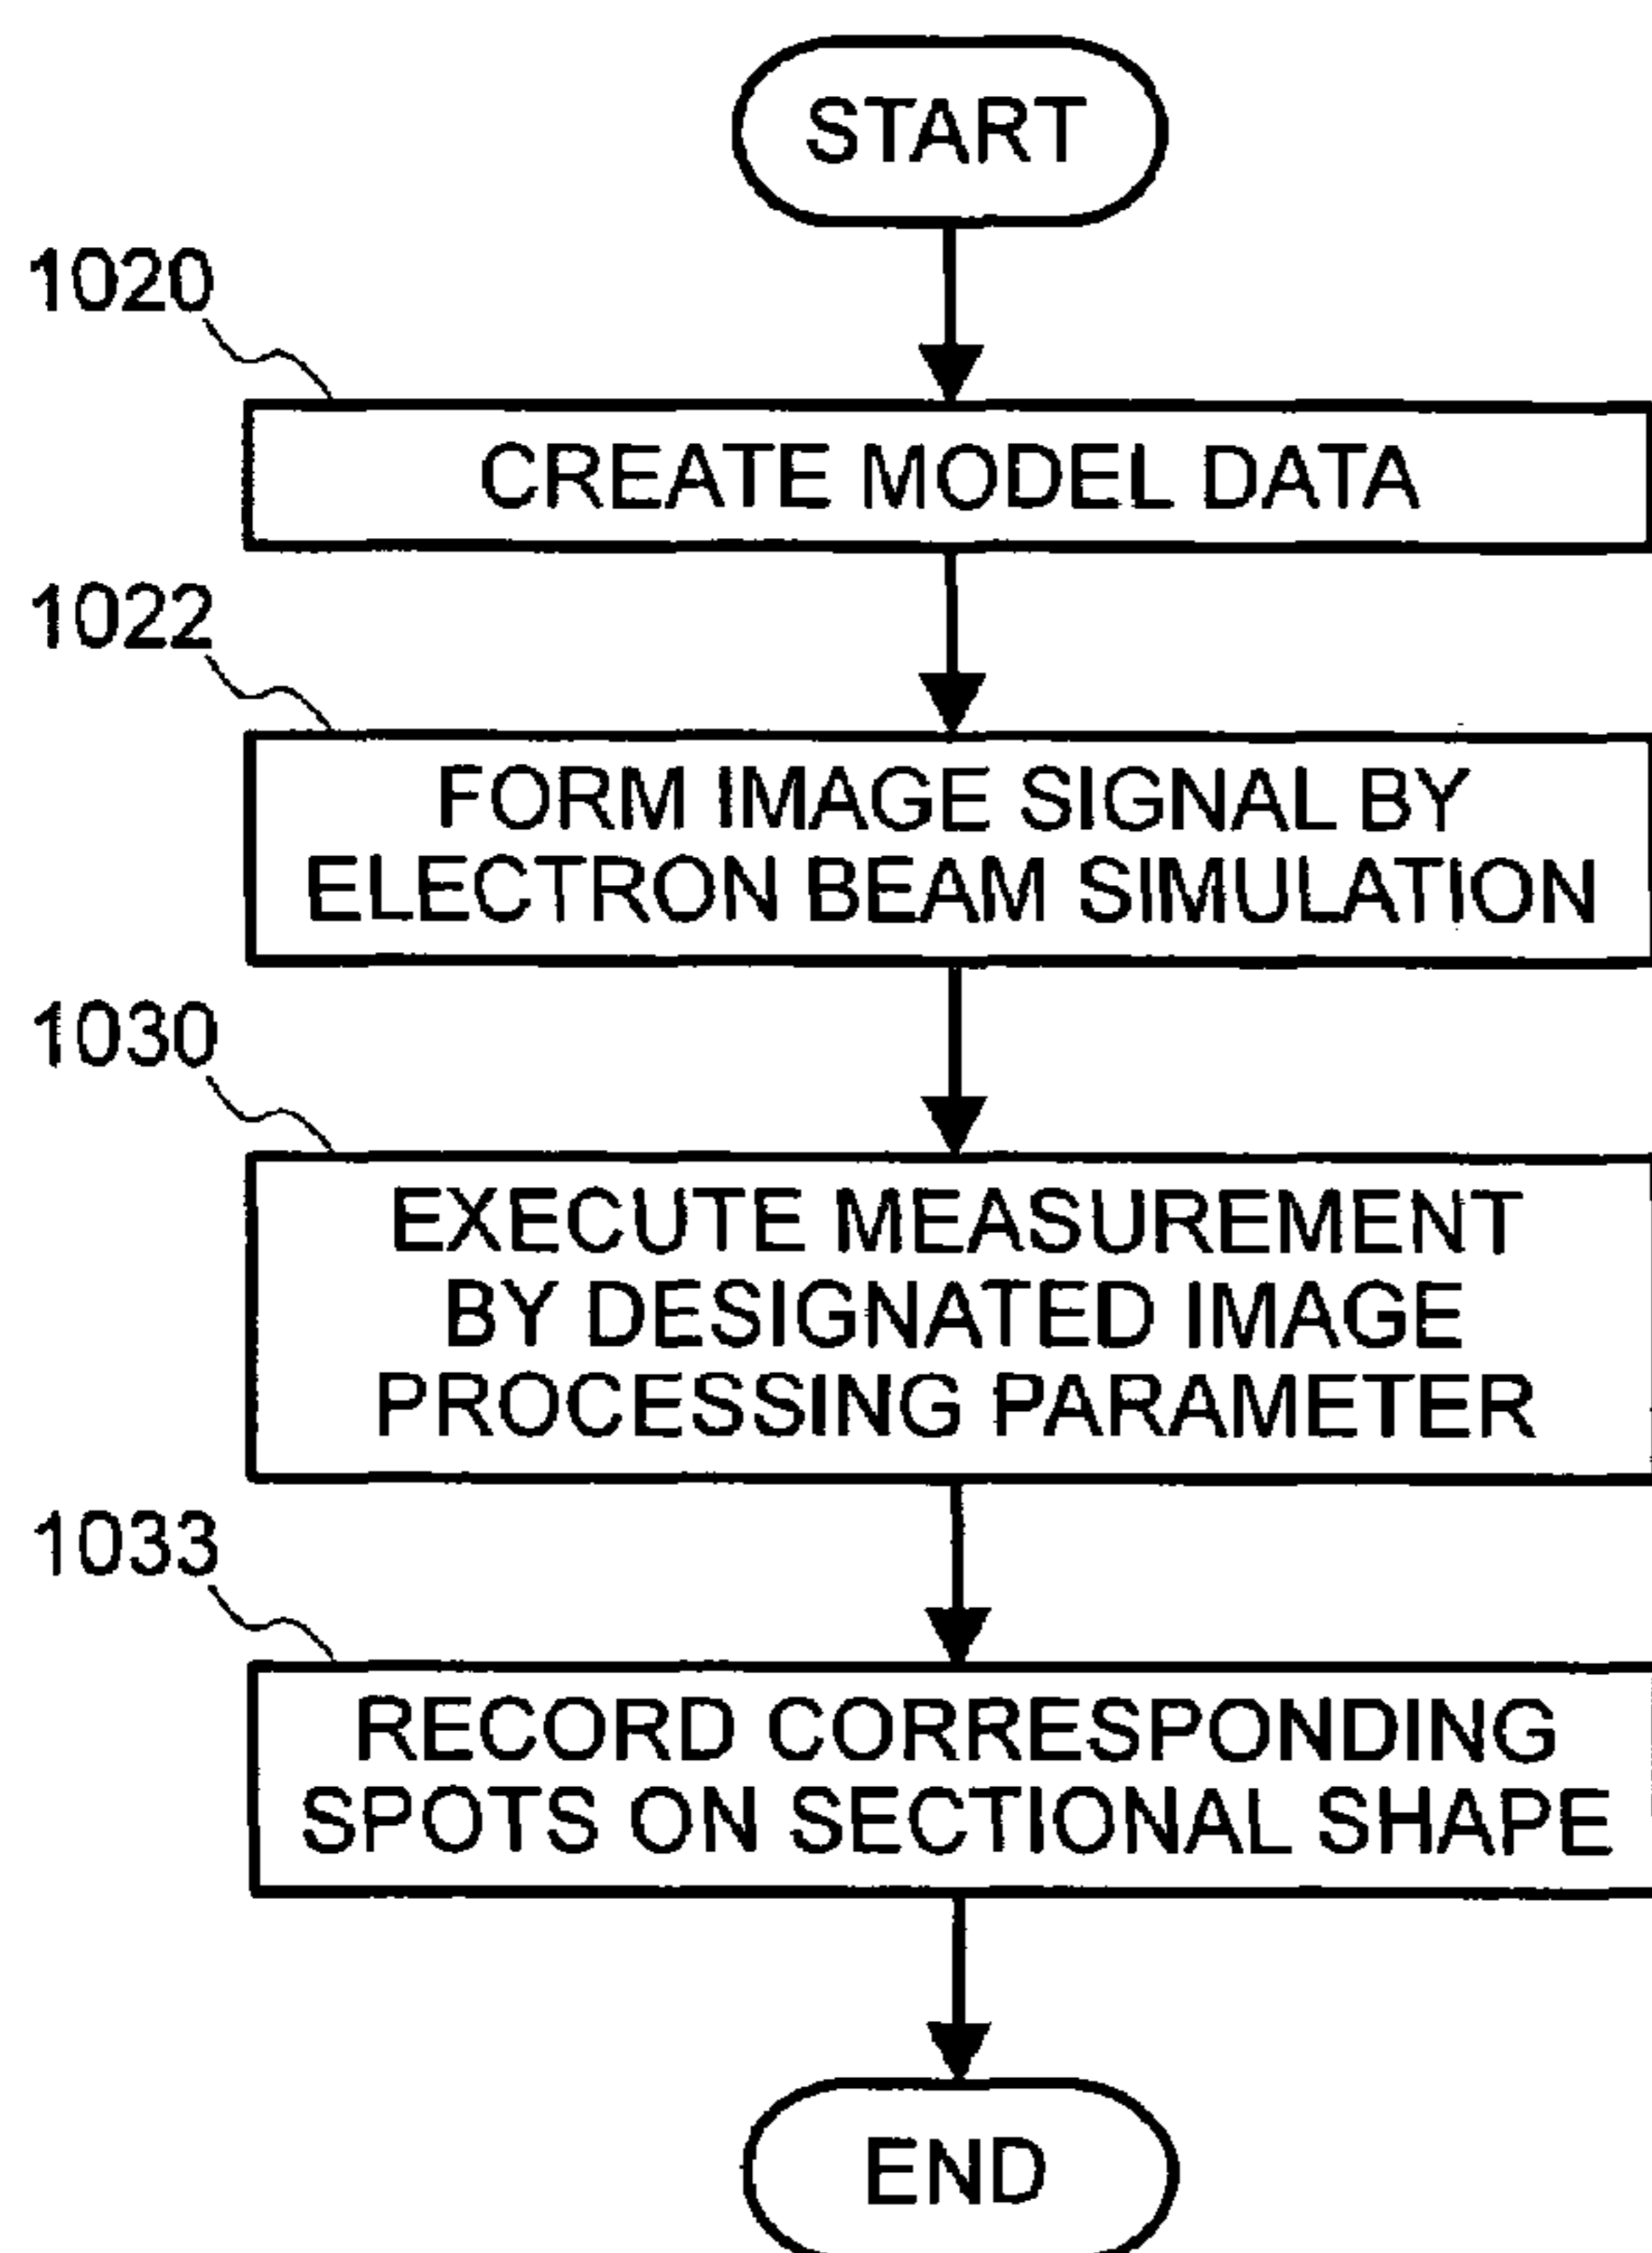 START
1020
CREATE MODEL DATA
1022
FORM IMAGE SIGNAL BY
ELECTRON BEAM SIMULATION
1030
EXECUTE MEASUREMENT
BY DESIGNATED IMAGE
PROCESSING PARAMETER
1033
RECORD CORRESPONDING
SPOTS ON SECTIONAL SHAPE
END